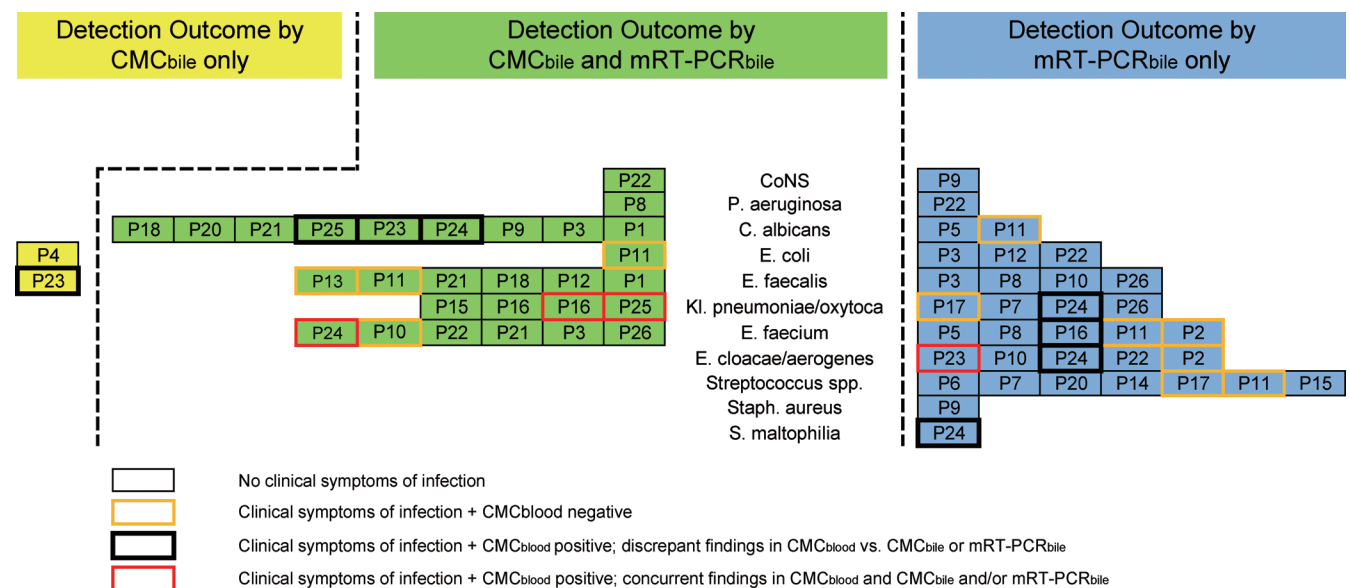 Detection Outcome by
CMCbile only
Detection Outcome by
CMCbile and mRT-PCRbile
Detection Outcome by
mRT-PCRbile only
P22 CoNS P9
P8 P. aeruginosa P22
P18 P20 P21 P25 P23 P24 P9 P3 P1 C. albicans P5 P11
P4 P11 E. coli P3 P12 P22
P23 P13 P11 P21 P18 P12 P1 E. faecalis P3 P8 P10 P26
P15 P16 P16 P25 Kl. pneumoniae/oxytoca P17 P7 P24 P26
P24 P10 P22 P21 P3 P26 E. faecium P5 P8 P16 P11 P2
E. cloacae/aerogenes P23 P10 P24 P22 P2
Streptococcus spp. P6 P7 P20 P14 P17 P11 P15
Staph. aureus P9
S. maltophilia P24
No clinical symptoms of infection
Clinical symptoms of infection + CMCblood negative
Clinical symptoms of infection + CMCblood positive; discrepant findings in CMCblood vs. CMCbile or mRT-PCRbile
Clinical symptoms of infection + CMCblood positive; concurrent findings in CMCblood and CMCbile and/or mRT-PCRbile